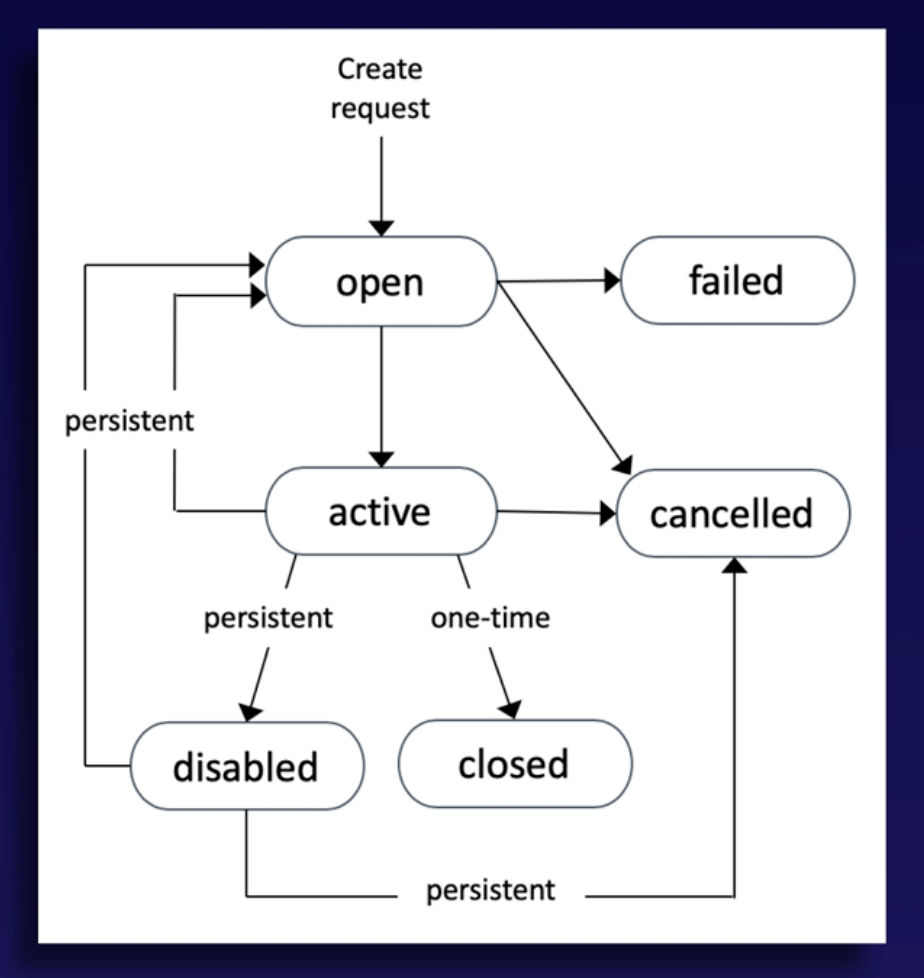 Create
request
open
failed
persistent
active
cancelled
persistent
one-time
disabled
closed
persistent